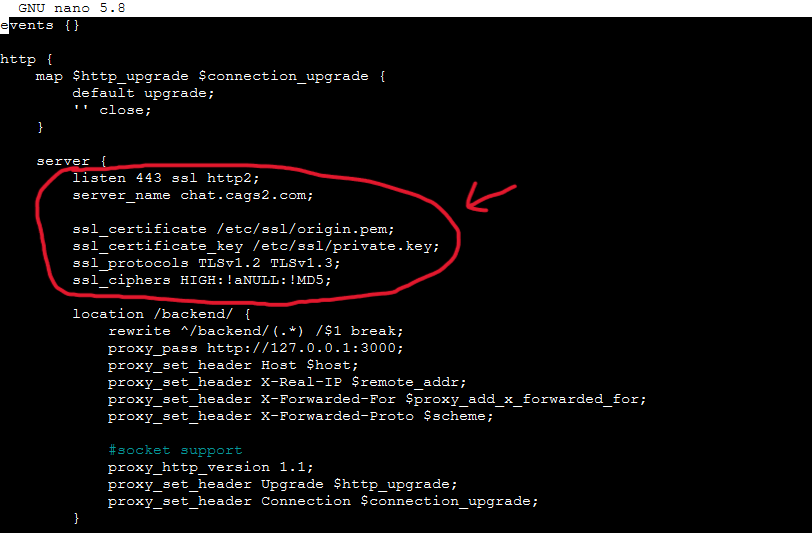 GNU nano 5.8
events {}
http {
map $http_upgrade $connection_upgrade {
default upgrade;
'' close;
}
server {
listen 443 ssl http2;
server_name chat.cags2.com;
ssl_certificate /etc/ssl/origin.pem;
ssl_certificate_key /etc/ssl/private.key;
ssl_protocols TLSv1.2 TLSv1.3;
ssl_ciphers HIGH:!aNULL:!MD5;
location /backend/ {
rewrite ^/backend/(.*) /$1 break;
proxy_pass http://127.0.0.1:3000;
proxy_set_header Host $host;
proxy_set_header X-Real-IP $remote_addr;
proxy_set_header X-Forwarded-For $proxy_add_x_forwarded_for;
proxy_set_header X-Forwarded-Proto $scheme;
#socket support
proxy_http_version 1.1;
proxy_set_header Upgrade $http_upgrade;
proxy_set_header Connection $connection_upgrade;
}